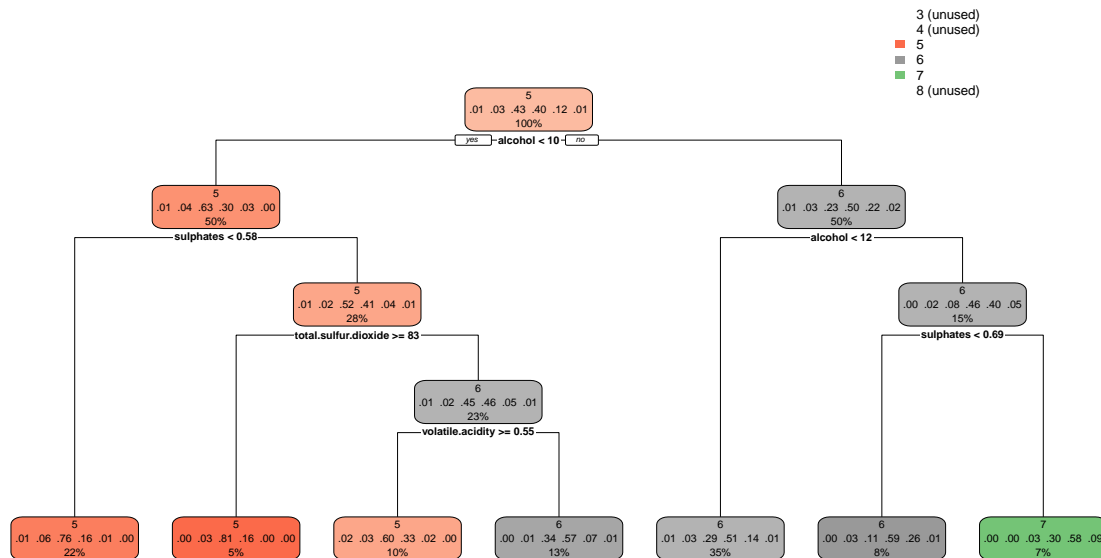 3 (unused)
4 (unused)
5
6
7
8 (unused)
5
.01 .03 .43 .40 .12 .01
100%
yes alcohol < 10 no
5
.01 .04 .63 .30 .03 .00
50%
sulphates < 0.58
6
.01 .03 .23 .50 .22 .02
50%
alcohol < 12
5
.01 .02 .52 .41 .04 .01
28%
total.sulfur.dioxide >= 83
6
.00 .02 .08 .46 .40 .05
15%
sulphates < 0.69
6
.01 .02 .45 .46 .05 .01
23%
volatile.acidity >= 0.55
5
.01 .06 .76 .16 .01 .00
22%
5
.00 .03 .81 .16 .00 .00
5%
5
.02 .03 .60 .33 .02 .00
10%
6
.00 .01 .34 .57 .07 .01
13%
6
.01 .03 .29 .51 .14 .01
35%
6
.00 .03 .11 .59 .26 .01
8%
7
.00 .00 .03 .30 .58 .09
7%